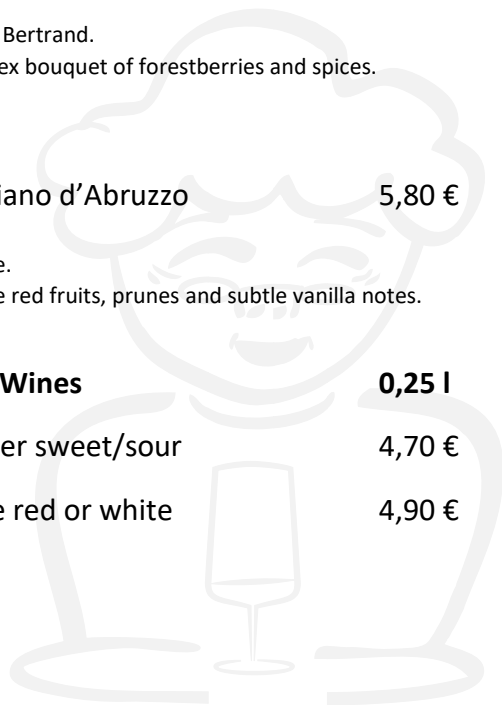 Bertrand.
ex bouquet of forestberries and spices.
iano d’Abruzzo 5,80 €
e.
e red fruits, prunes and subtle vanilla notes.
Wines 0,25 l
er sweet/sour 4,70 €
e red or white 4,90 €